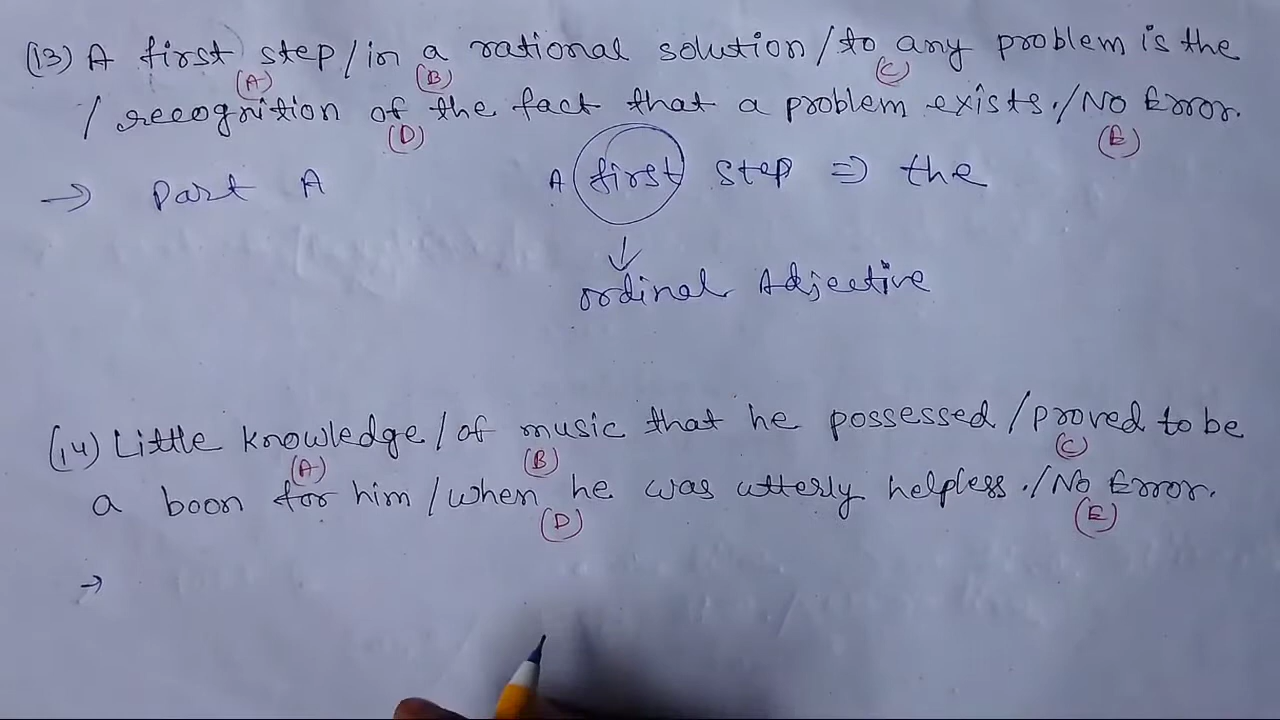 (13) A first step / in a rational solution / to any problem is the
(A) (B) (C)
/ recognition of the fact that a problem exists. / No Error.
(D) (E)
→ Part A A first step ⇒ the
↓
ordinal Adjective
(14) Little knowledge / of music that he possessed / proved to be
(A) (B) (C)
a boon for him / when he was utterly helpless. / No Error.
(D) (E)
→